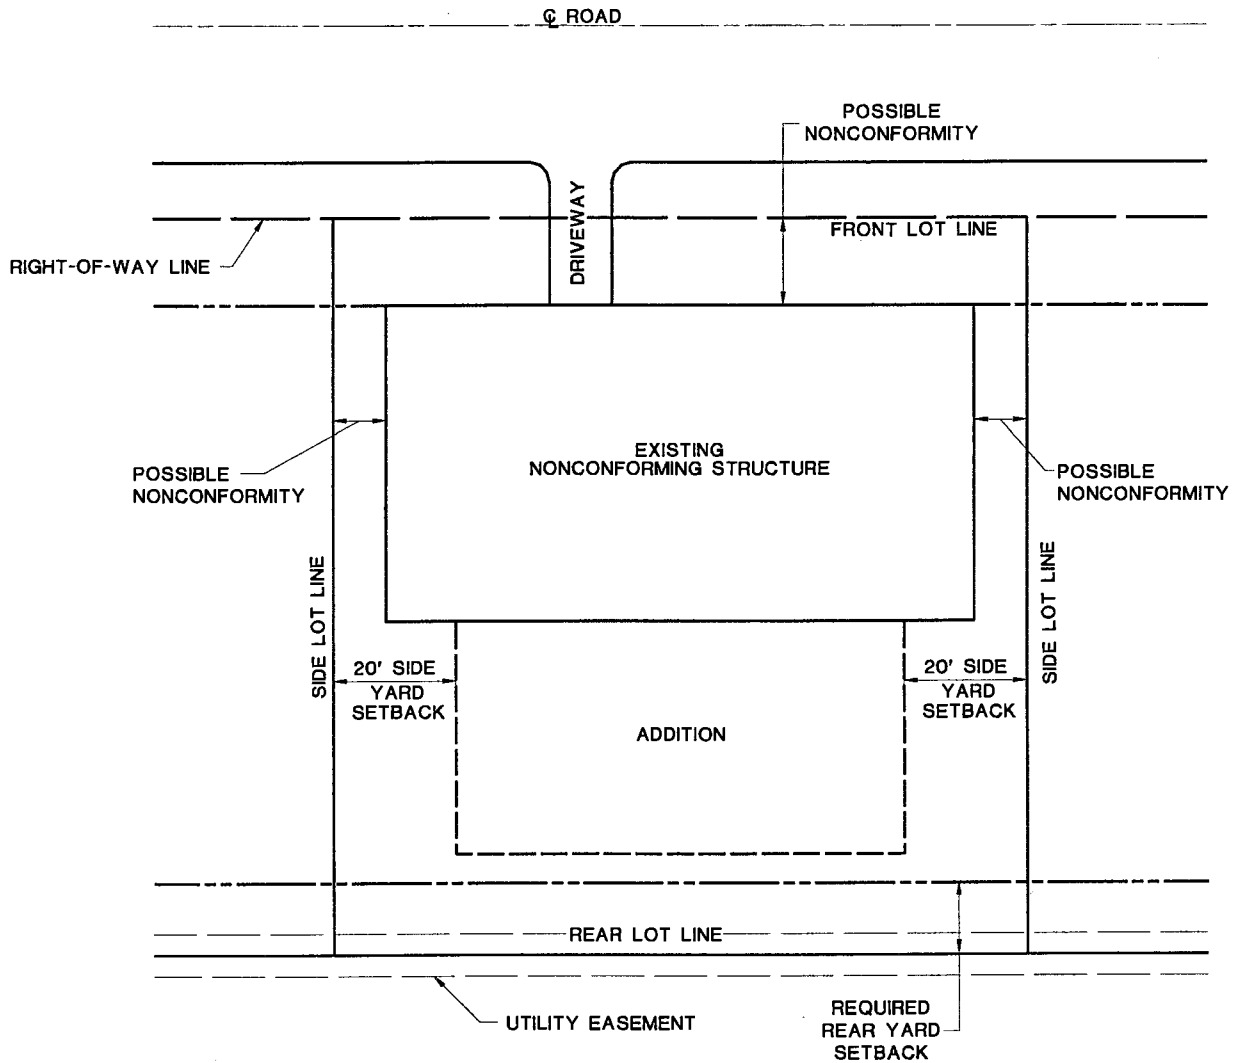 ℄ ROAD
POSSIBLE
NONCONFORMITY
DRIVEWAY
FRONT LOT LINE
RIGHT-OF-WAY LINE
EXISTING
NONCONFORMING STRUCTURE
POSSIBLE
NONCONFORMITY
POSSIBLE
NONCONFORMITY
SIDE LOT LINE
SIDE LOT LINE
20' SIDE
YARD
SETBACK
20' SIDE
YARD
SETBACK
ADDITION
REAR LOT LINE
UTILITY EASEMENT
REQUIRED
REAR YARD
SETBACK